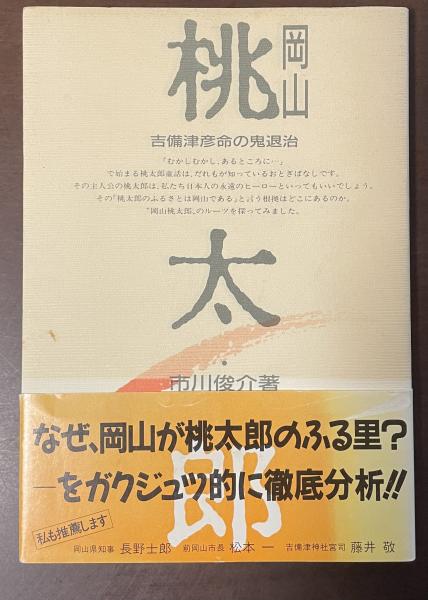 岡山
桃
太
郎
吉備津彦命の鬼退治
「むかしむかし、あるところに…」
で始まる桃太郎童話は、だれもが知っているおとぎばなしです。
その主人公の桃太郎は、私たち日本人の永遠のヒーローといってもいいでしょう。
その「桃太郎のふるさとは岡山である」と言う根拠はどこにあるのか。
“岡山桃太郎”のルーツを探ってみました。
市川俊介著
なぜ、岡山が桃太郎のふる里?
—をガクジュツ的に徹底分析!!
私も推薦します
岡山県知事 長野士郎 前岡山市長 松本一 吉備津神社宮司 藤井敬